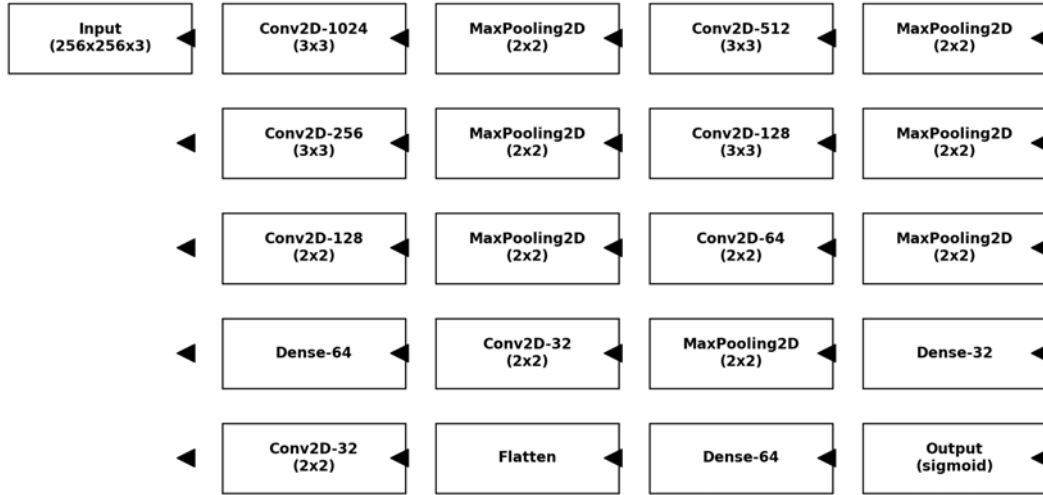 Input
(256x256x3)
Conv2D-1024
(3x3)
MaxPooling2D
(2x2)
Conv2D-512
(3x3)
MaxPooling2D
(2x2)
Conv2D-256
(3x3)
MaxPooling2D
(2x2)
Conv2D-128
(3x3)
MaxPooling2D
(2x2)
Conv2D-128
(2x2)
MaxPooling2D
(2x2)
Conv2D-64
(2x2)
MaxPooling2D
(2x2)
Dense-64
Conv2D-32
(2x2)
MaxPooling2D
(2x2)
Dense-32
Conv2D-32
(2x2)
Flatten
Dense-64
Output
(sigmoid)